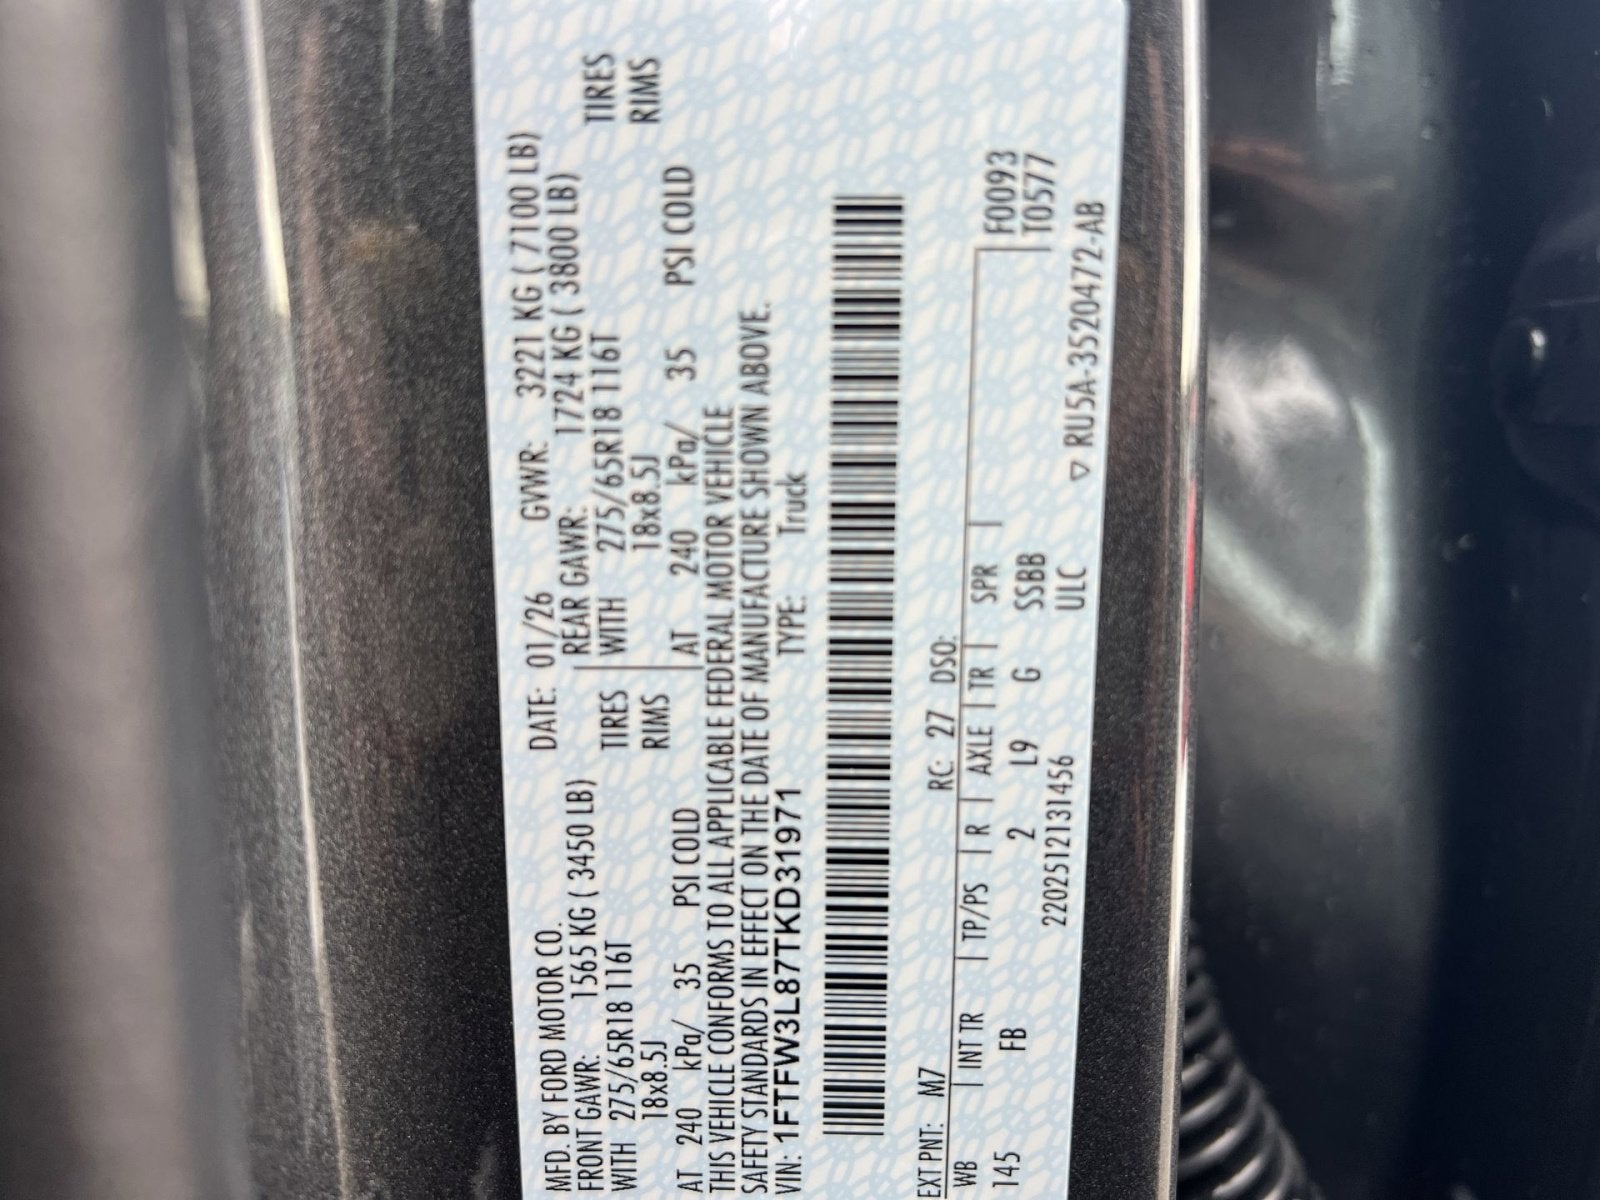 MFD. BY FORD MOTOR CO. DATE: 01/26 GVWR: 3221 KG ( 7100 LB)
FRONT GAWR: 1565 KG ( 3450 LB) REAR GAWR: 1724 KG ( 3800 LB)
WITH 275/65R18 116T TIRES WITH 275/65R18 116T TIRES
18x8.5J RIMS 18x8.5J RIMS
AT 240 kPa/ 35 PSI COLD AT 240 kPa/ 35 PSI COLD
THIS VEHICLE CONFORMS TO ALL APPLICABLE FEDERAL MOTOR VEHICLE
SAFETY STANDARDS IN EFFECT ON THE DATE OF MANUFACTURE SHOWN ABOVE.
VIN: 1FTFW3L87TKD31971 TYPE: Truck
EXT PNT: M7 RC: 27 DSO:
WB INT TR TP/PS R AXLE TR SPR F00093
145 FB 2 L9 G SSBB T0577
220251213145​6 ULC
▽ RU5A-3520472-AB